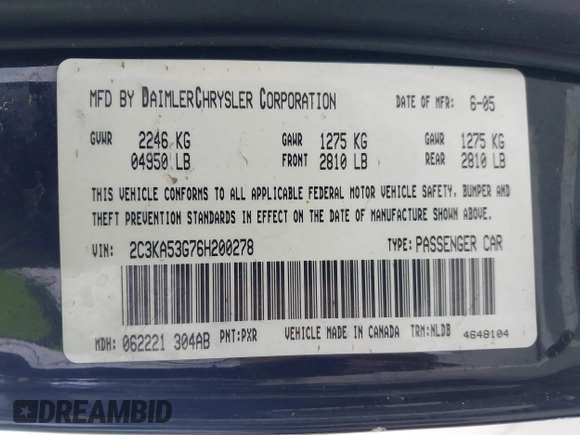 MFD BY DAIMLERCHRYSLER CORPORATION DATE OF MFR: 6-05
GVWR 2246 KG GAWR 1275 KG GAWR 1275 KG
04950 LB FRONT 2810 LB REAR 2810 LB
THIS VEHICLE CONFORMS TO ALL APPLICABLE FEDERAL MOTOR VEHICLE SAFETY, BUMPER AND
THEFT PREVENTION STANDARDS IN EFFECT ON THE DATE OF MANUFACTURE SHOWN ABOVE.
VIN: 2C3KA53G76H200278 TYPE: PASSENGER CAR
MDH: 062221 304AB PNT: PXR VEHICLE MADE IN CANADA TRM: NLDB 4648104
DREAMBID